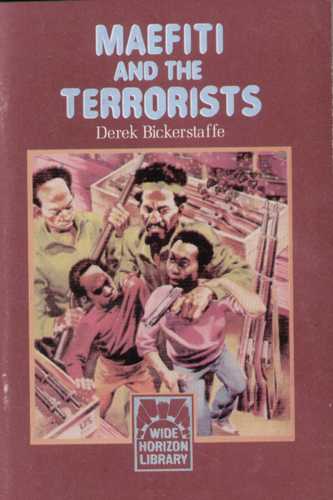 MAEFITI
AND THE
TERRORISTS
Derek Bickerstaffe
WIDE
HORIZON
LIBRARY